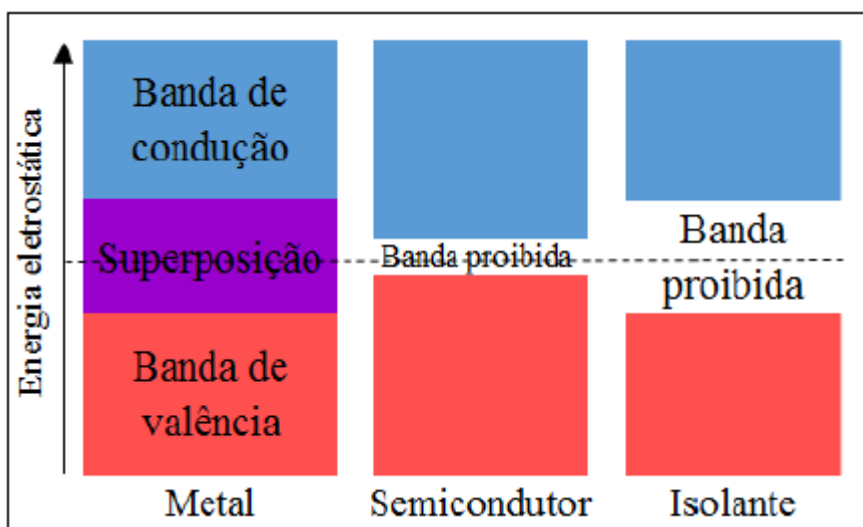 Energia eletrostática
Banda de
condução
Superposição
Banda de
valência
Metal
Banda proibida
Semicondutor
Banda
proibida
Isolante